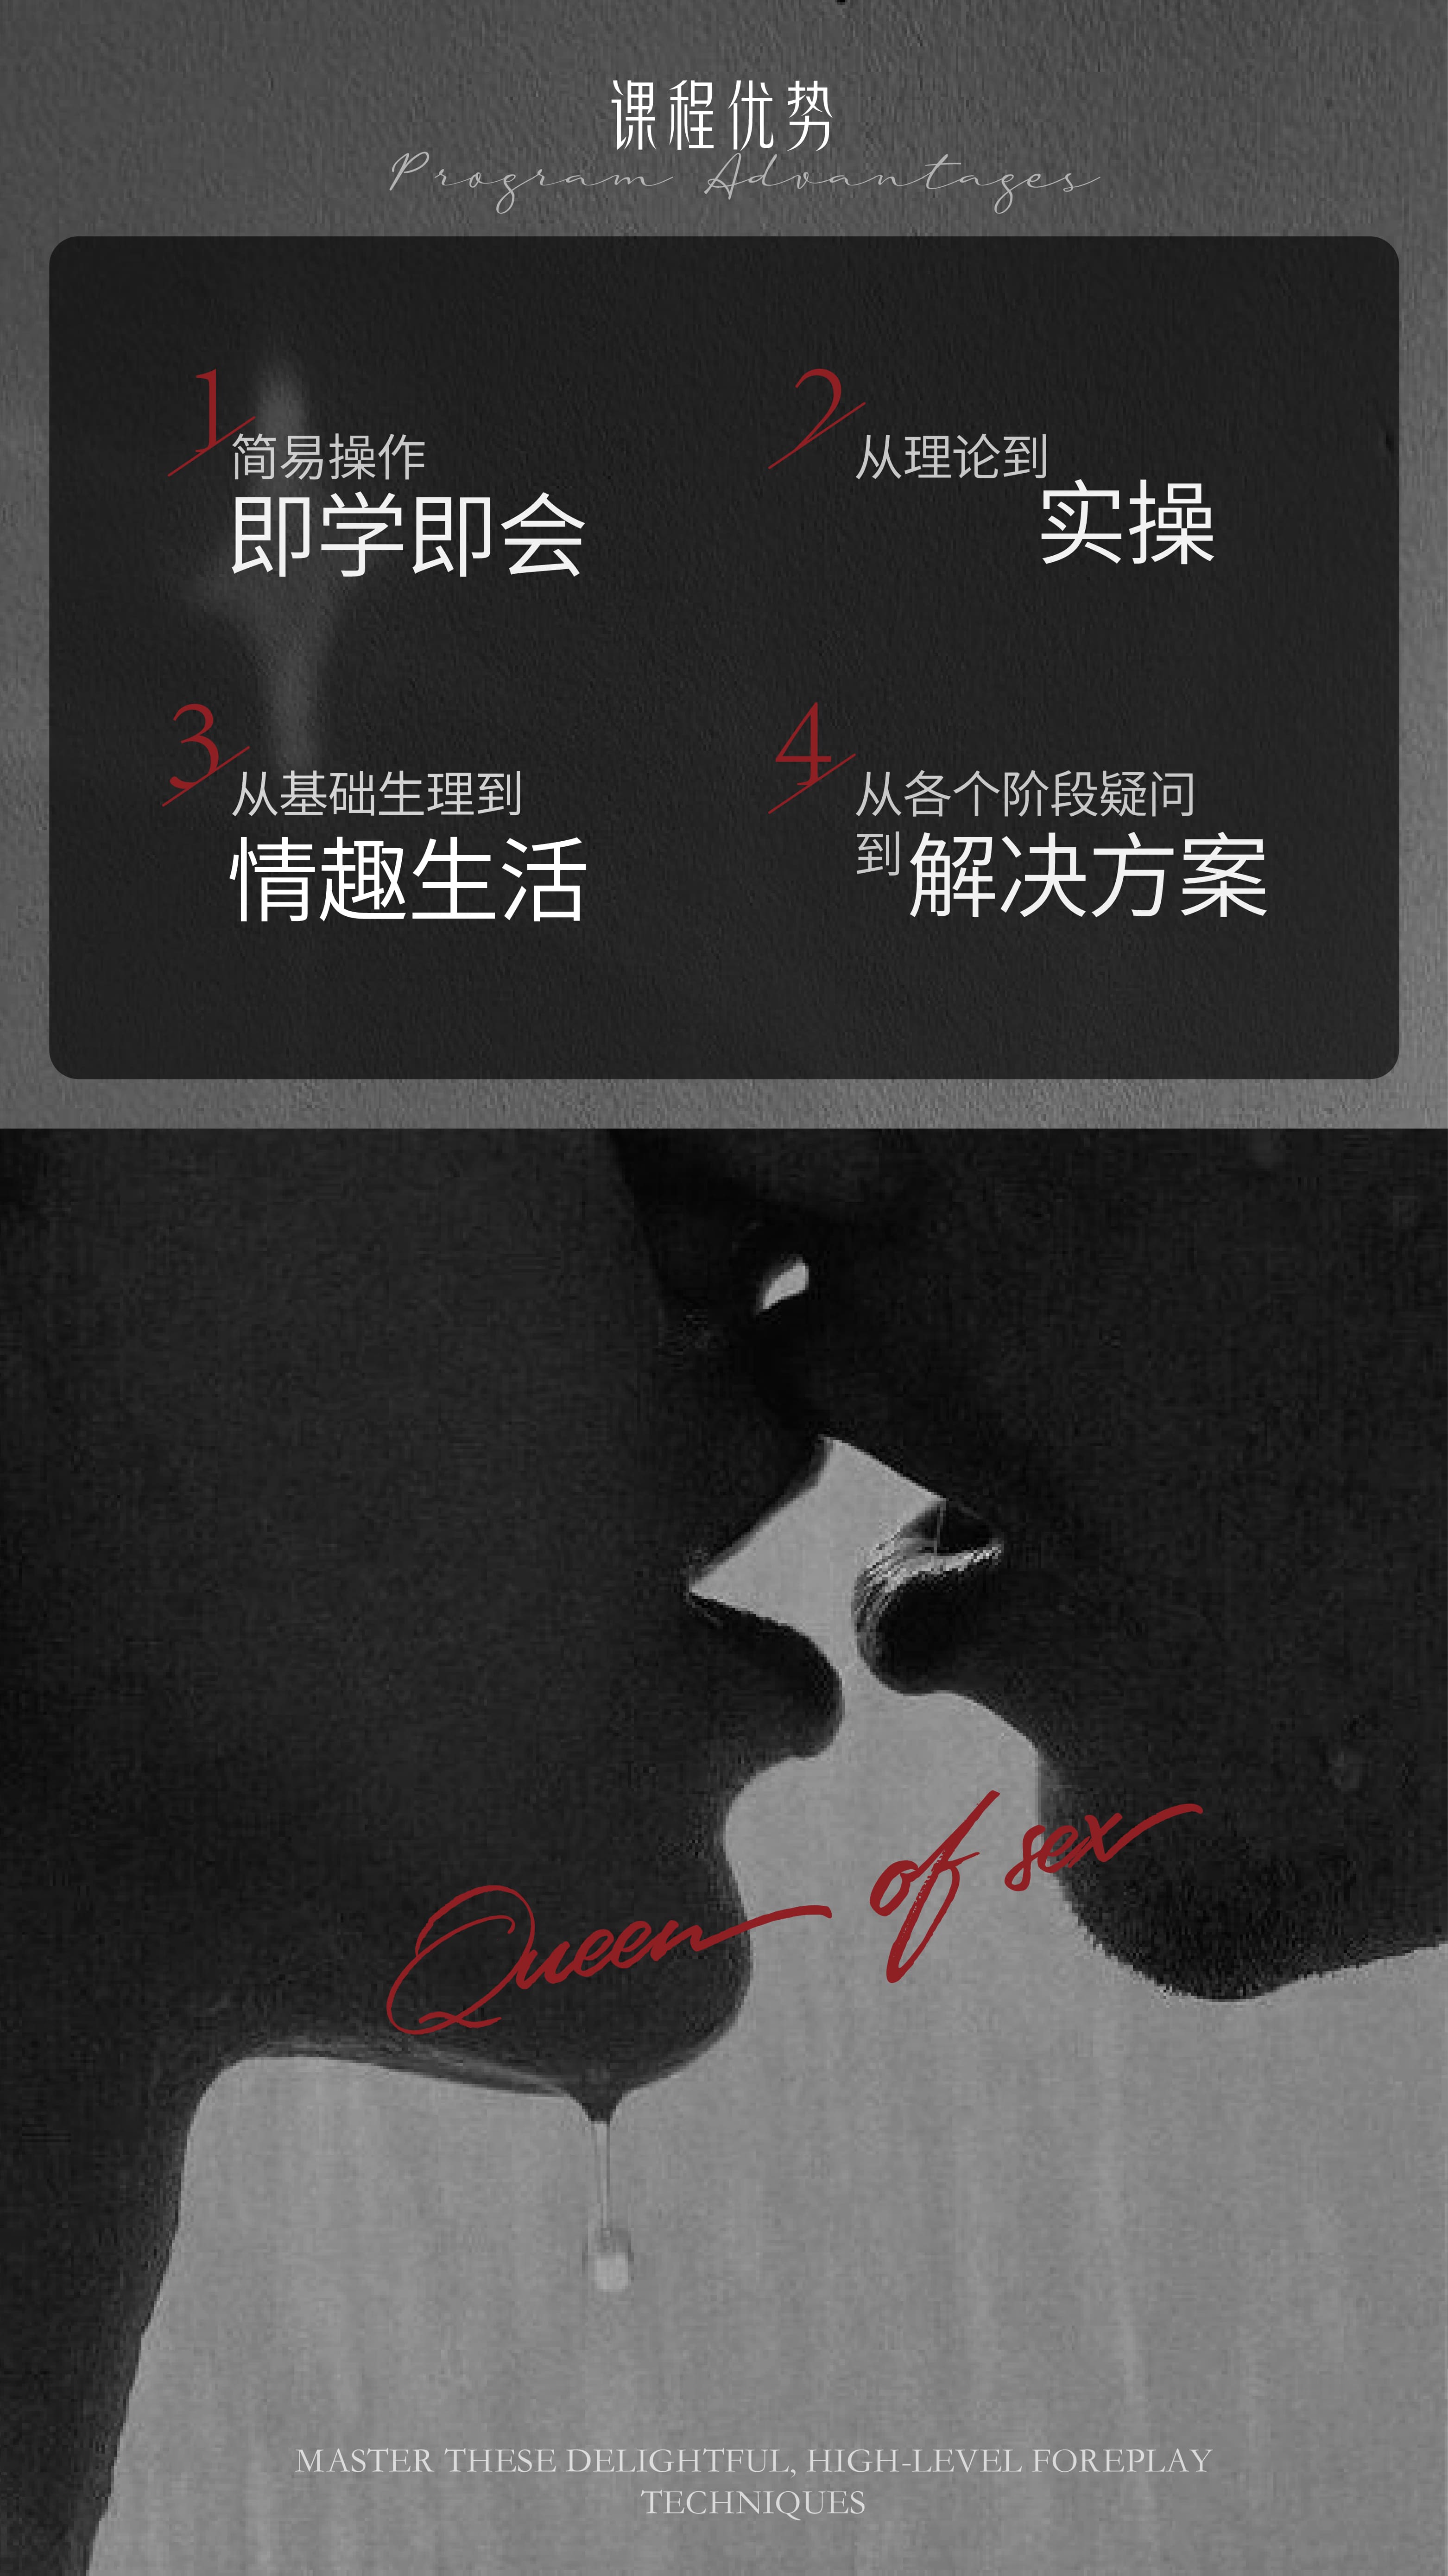 课程优势
Program Advantages
1
简易操作
即学即会
2
从理论到
实操
3
从基础生理到
情趣生活
4
从各个阶段疑问
到解决方案
Queen of sex
MASTER THESE DELIGHTFUL, HIGH-LEVEL FOREPLAY
TECHNIQUES